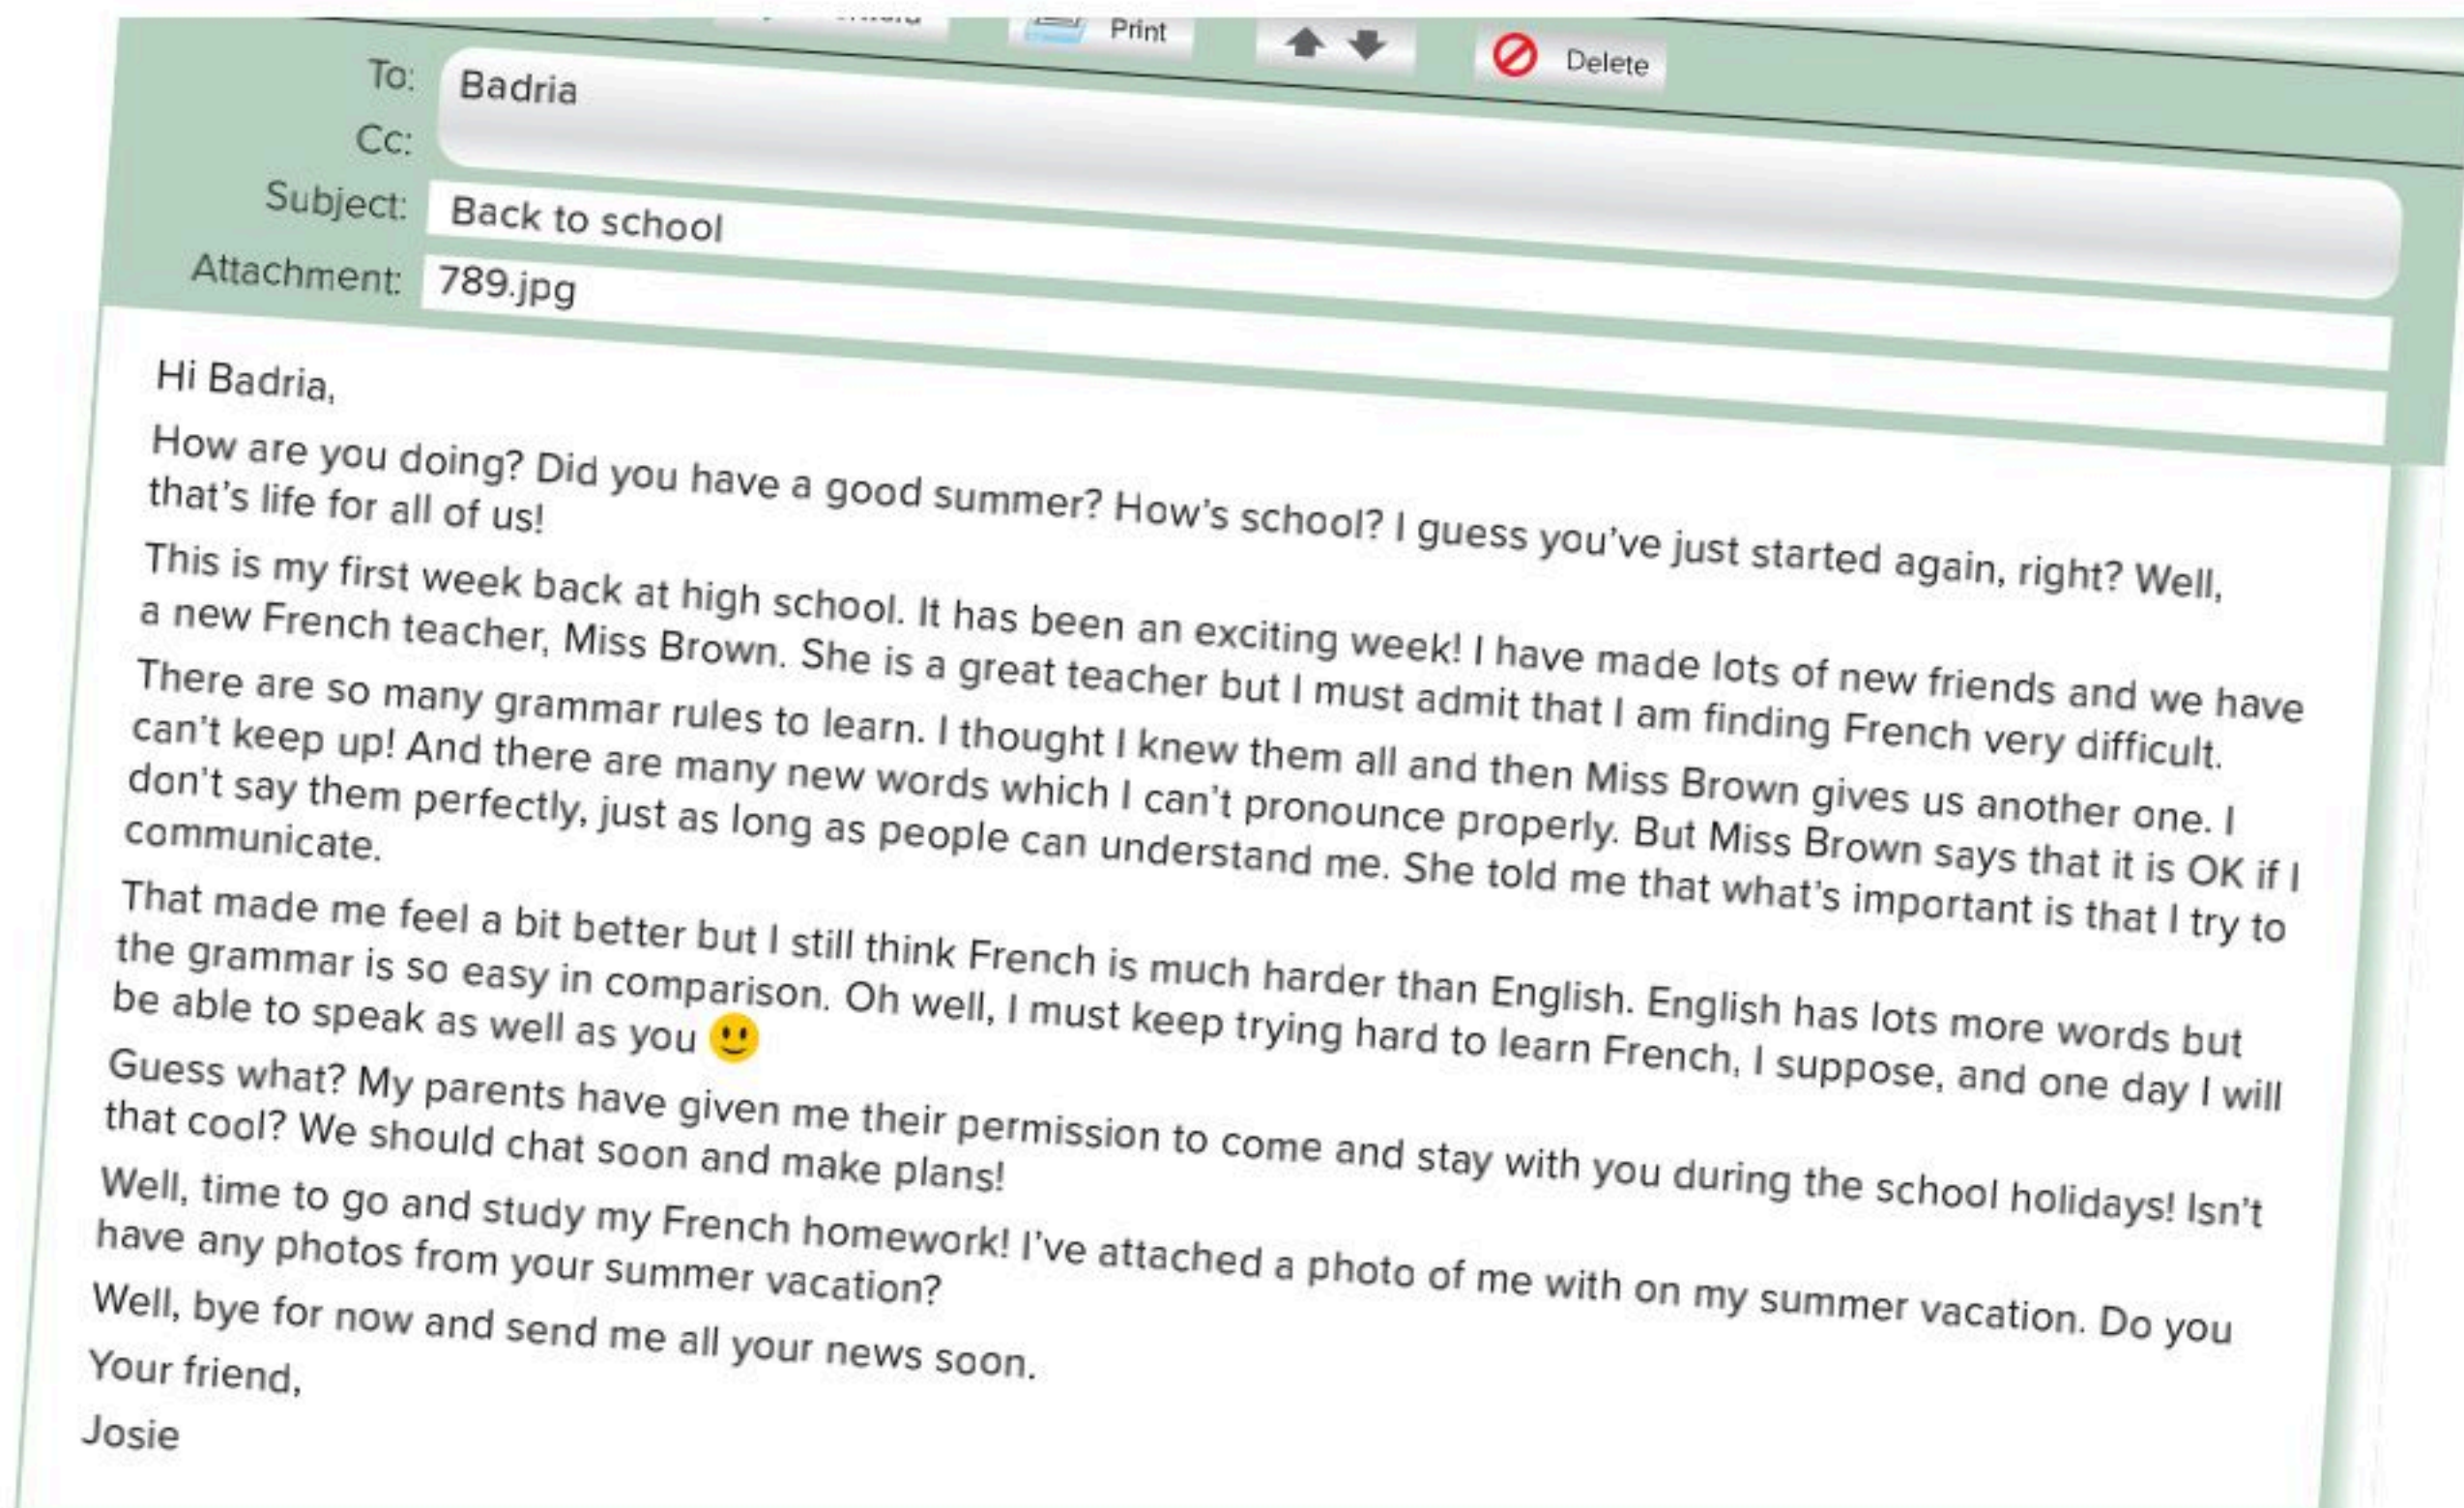 Print
Delete
To: Badria
Cc:
Subject: Back to school
Attachment: 789.jpg
Hi Badria,
How are you doing? Did you have a good summer? How's school? I guess you've just started again, right? Well,
that's life for all of us!
This is my first week back at high school. It has been an exciting week! I have made lots of new friends and we have
a new French teacher, Miss Brown. She is a great teacher but I must admit that I am finding French very difficult.
There are so many grammar rules to learn. I thought I knew them all and then Miss Brown gives us another one. I
can't keep up! And there are many new words which I can't pronounce properly. But Miss Brown says that it is OK if I
don't say them perfectly, just as long as people can understand me. She told me that what's important is that I try to
communicate.
That made me feel a bit better but I still think French is much harder than English. English has lots more words but
the grammar is so easy in comparison. Oh well, I must keep trying hard to learn French, I suppose, and one day I will
be able to speak as well as you
Guess what? My parents have given me their permission to come and stay with you during the school holidays! Isn't
that cool? We should chat soon and make plans!
Well, time to go and study my French homework! I've attached a photo of me with on my summer vacation. Do you
have any photos from your summer vacation?
Well, bye for now and send me all your news soon.
Your friend,
Josie